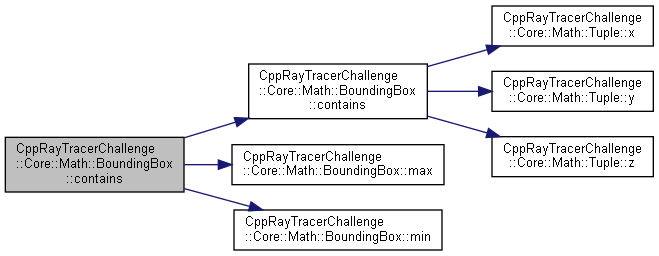 CppRayTracerChallenge
::Core::Math::BoundingBox
::contains
CppRayTracerChallenge
::Core::Math::BoundingBox
::contains
CppRayTracerChallenge
::Core::Math::Tuple::x
CppRayTracerChallenge
::Core::Math::Tuple::y
CppRayTracerChallenge
::Core::Math::Tuple::z
CppRayTracerChallenge
::Core::Math::BoundingBox::max
CppRayTracerChallenge
::Core::Math::BoundingBox::min